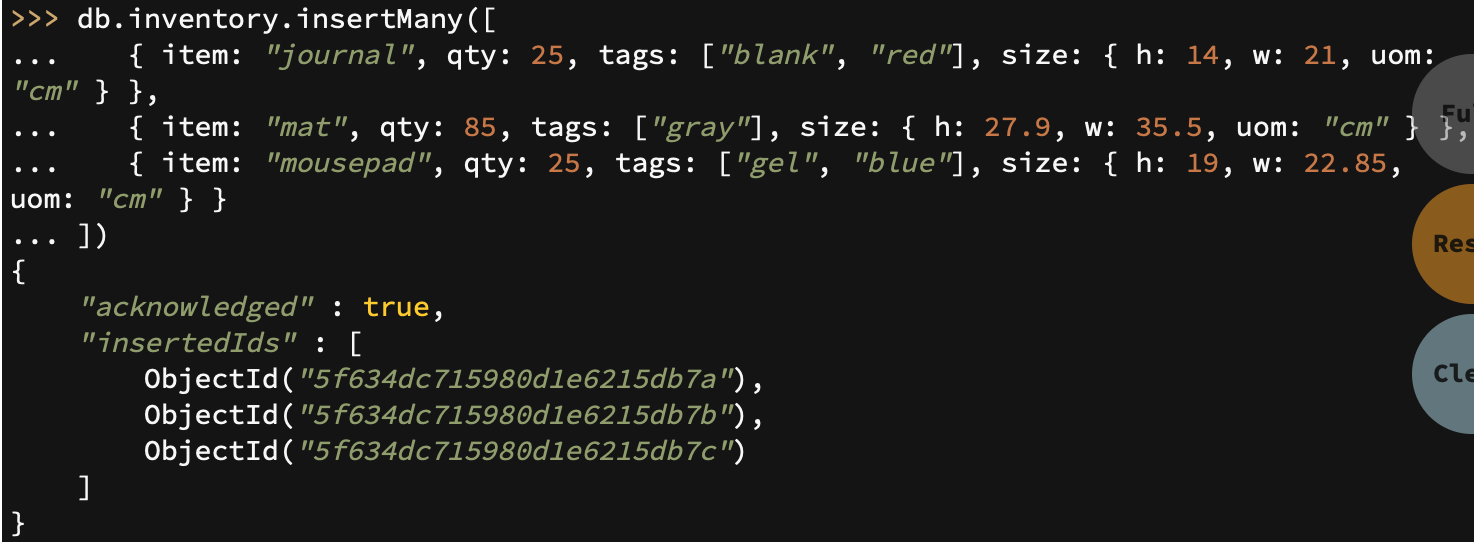 >>> db.inventory.insertMany([
...    { item: "journal", qty: 25, tags: ["blank", "red"], size: { h: 14, w: 21, uom:
"cm" } },
...    { item: "mat", qty: 85, tags: ["gray"], size: { h: 27.9, w: 35.5, uom: "cm" } },
...    { item: "mousepad", qty: 25, tags: ["gel", "blue"], size: { h: 19, w: 22.85,
uom: "cm" } }
... ])
{
    "acknowledged" : true,
    "insertedIds" : [
        ObjectId("5f634dc715980d1e6215db7a"),
        ObjectId("5f634dc715980d1e6215db7b"),
        ObjectId("5f634dc715980d1e6215db7c")
    ]
}
Res
Cle